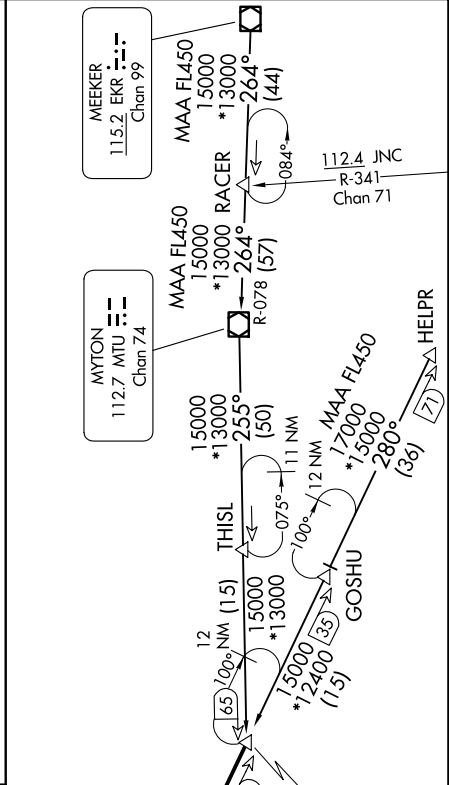 MEEKER
115.2 EKR
Chan 99
MAA FL450
15000
*13000
264°
(44)
RACER
084°
112.4 JNC
R-341
Chan 71
MAA FL450
15000
*13000
264°
(57)
MYTON
112.7 MTU
Chan 74
R-078
15000
*13000
255°
(50)
THISL
075°
11 NM
HELPR
71
MAA FL450
17000
*15000
280°
(36)
12 NM
100°
GOSHU
35
15000
*12400
(15)
(15)
15000
*13000
12
NM
100°
65